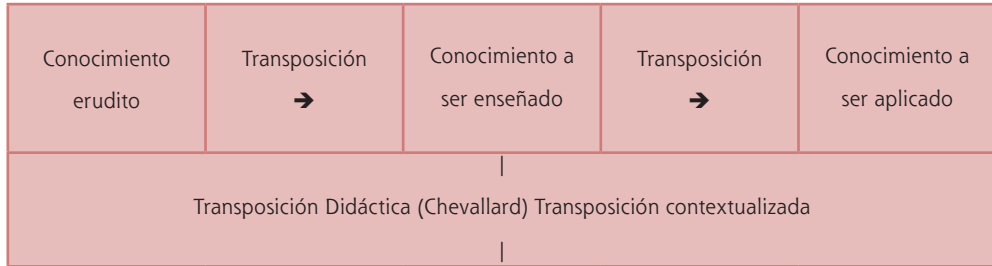 Conocimiento
erudito
Transposición
➔
Conocimiento a
ser enseñado
Transposición
➔
Conocimiento a
ser aplicado
|
Transposición Didáctica (Chevallard) Transposición contextualizada
|